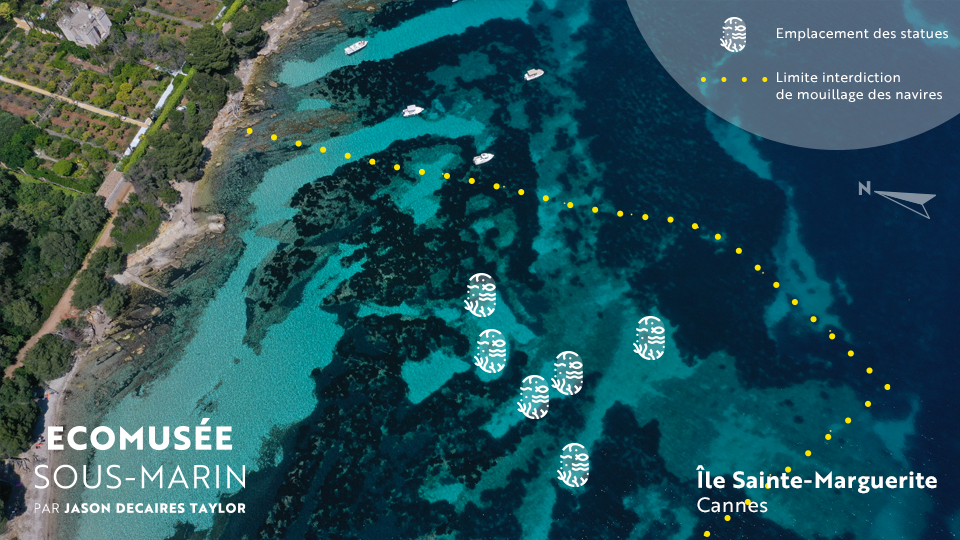 Emplacement des statues
Limite interdiction
de mouillage des navires
N
ECOMUSÉE
SOUS-MARIN
PAR JASON DECAIRES TAYLOR
Île Sainte-Marguerite
Cannes